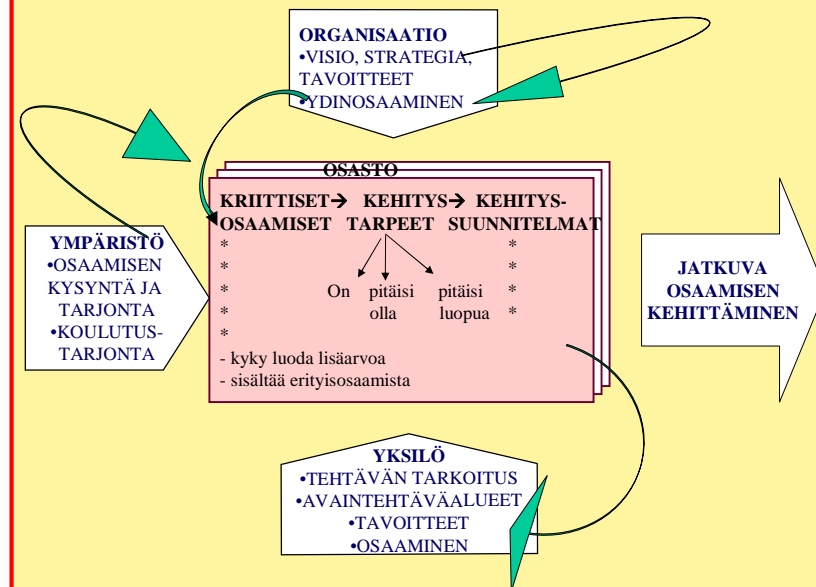 ORGANISAATIO
•VISIO, STRATEGIA,
TAVOITTEET
•YDINOSAAMINEN
OSASTO
KRIITTISET→ KEHITYS→ KEHITYS-
OSAAMISET TARPEET SUUNNITELMAT
* *
* *
* *
* On pitäisi pitäisi *
* olla luopua *
*
- kyky luoda lisäarvoa
- sisältää erityisosaamista
YMPÄRISTÖ
•OSAAMISEN
KYSYNTÄ JA
TARJONTA
•KOULUTUS-
TARJONTA
JATKUVA
OSAAMISEN
KEHITTÄMINEN
YKSILÖ
•TEHTÄVÄN TARKOITUS
•AVAINTEHTÄVÄALUEET
•TAVOITTEET
•OSAAMINEN